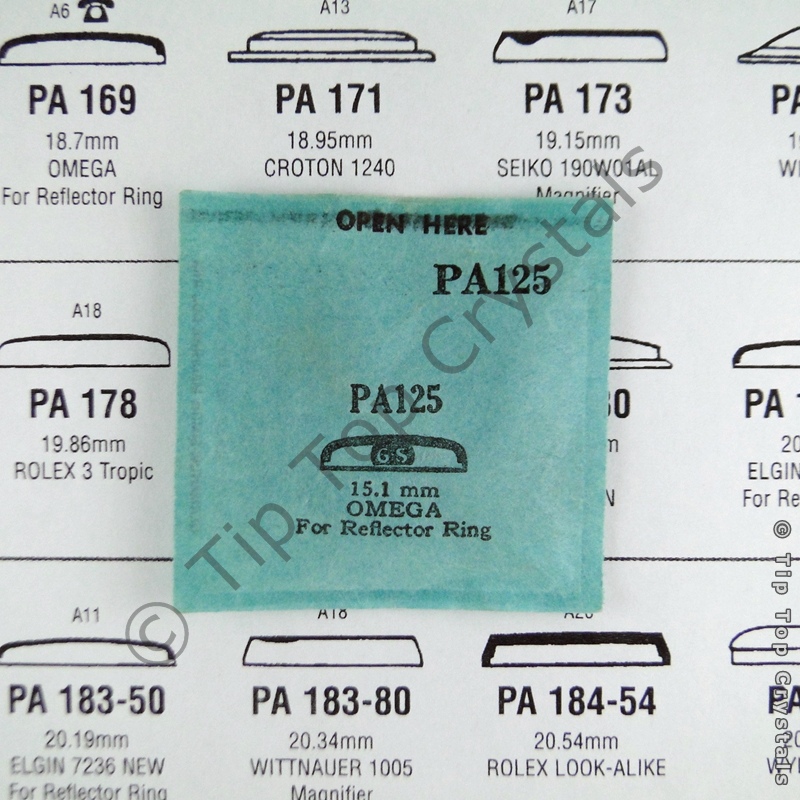 A6
A13
A17
PA 169
PA 171
PA 173
PA
18.7mm
18.95mm
19.15mm
OMEGA
CROTON 1240
SEIKO 190W01AL
For Reflector Ring
Magnifier
OPEN HERE
PA125
A18
PA125
PA 178
19.86mm
ROLEX 3 Tropic
GS
15.1 mm
OMEGA
For Reflector Ring
ELGIN
A11
A18
A20
PA 183-50
PA 183-80
PA 184-54
20.19mm
20.34mm
20.54mm
ELGIN 7236 NEW
WITTNAUER 1005
ROLEX LOOK-ALIKE
For Reflector Ring
Magnifier
© Tip Top Crystals
© Tip Top Crystals